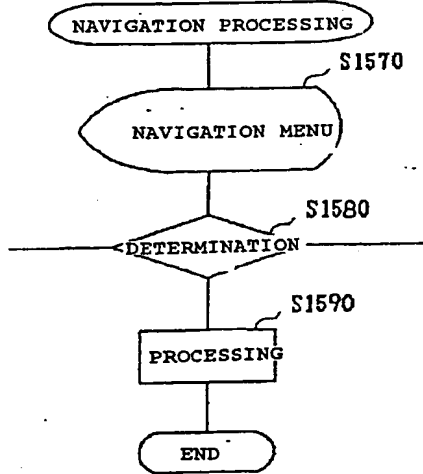 NAVIGATION PROCESSING
S1570
NAVIGATION MENU
S1580
DETERMINATION
S1590
PROCESSING
END